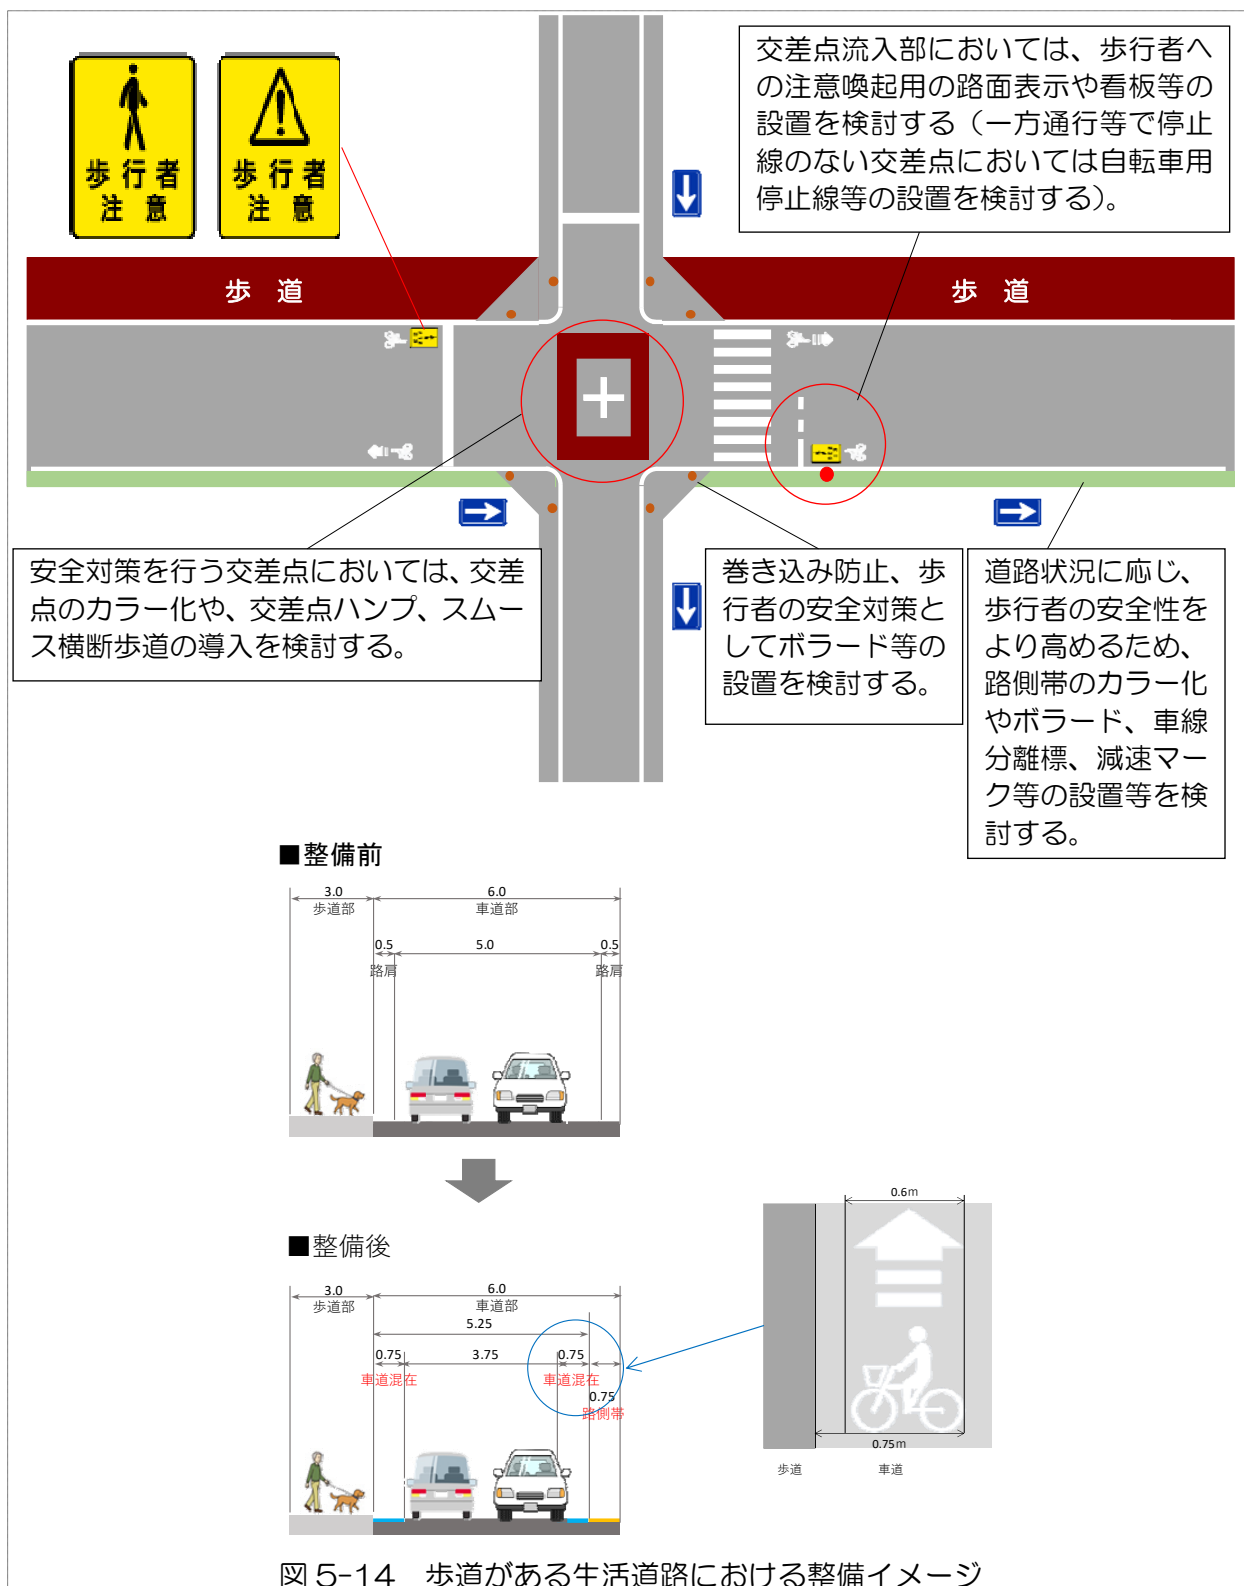 歩行者
注意
歩行者
注意
交差点流入部においては、歩行者へ
の注意喚起用の路面表示や看板等の
設置を検討する（一方通行等で停止
線のない交差点においては自転車用
停止線等の設置を検討する）。
歩 道
歩 道
安全対策を行う交差点においては、交差
点のカラー化や、交差点ハンプ、スムー
ス横断歩道の導入を検討する。
巻き込み防止、歩
行者の安全対策と
してボラード等の
設置を検討する。
道路状況に応じ、
歩行者の安全性を
より高めるため、
路側帯のカラー化
やボラード、車線
分離標、減速マー
ク等の設置等を検
討する。
■整備前
3.0
歩道部
6.0
車道部
0.5
路肩
5.0
0.5
路肩
■整備後
3.0
歩道部
6.0
車道部
5.25
0.75
車道混在
3.75
0.75
車道混在
0.75
路側帯
0.6m
0.75m
歩道
車道
図 5-14 歩道がある生活道路における整備イメージ